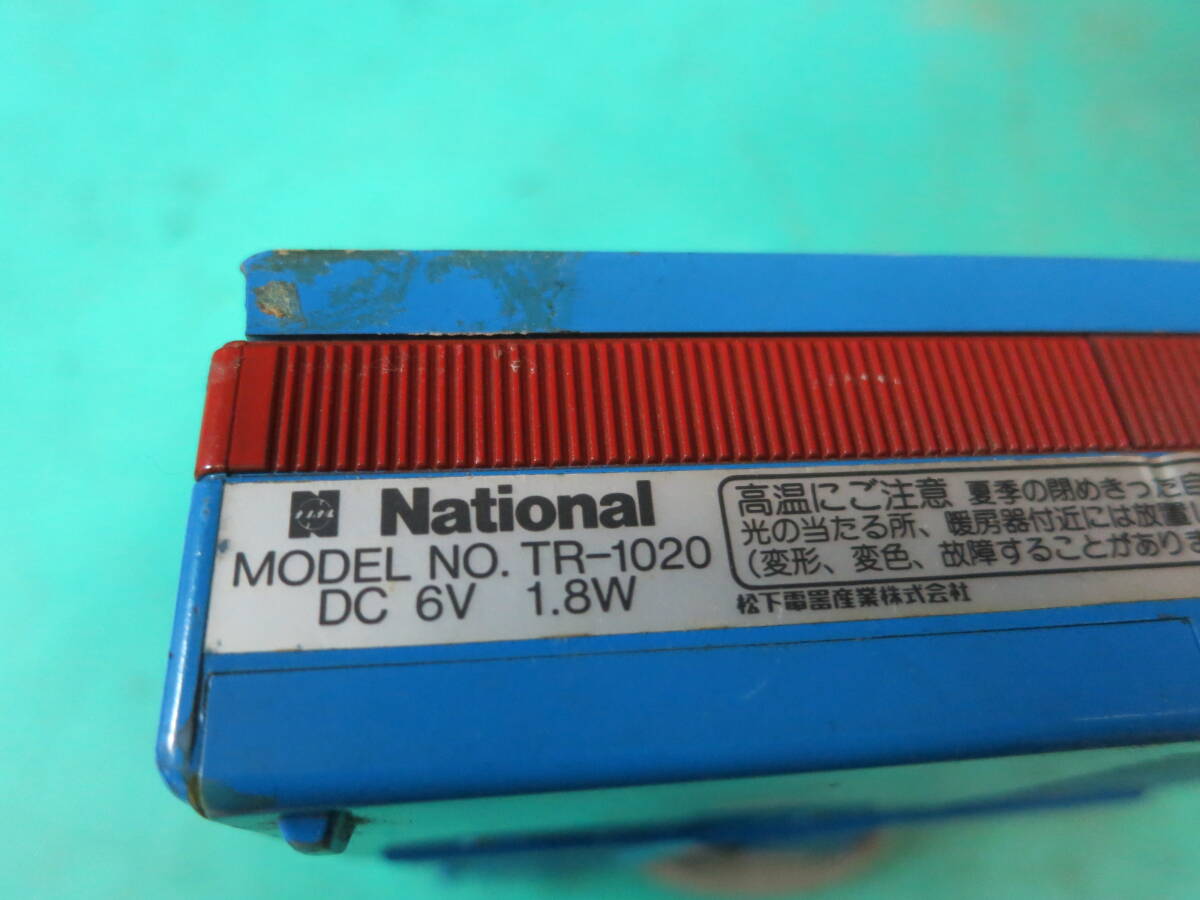 National
MODEL NO. TR-1020
DC 6V 1.8W
高温にご注意 夏季の閉めきった
光の当たる所、暖房器付近には放置
(変形、変色、故障することがありま
松下電器産業株式会社